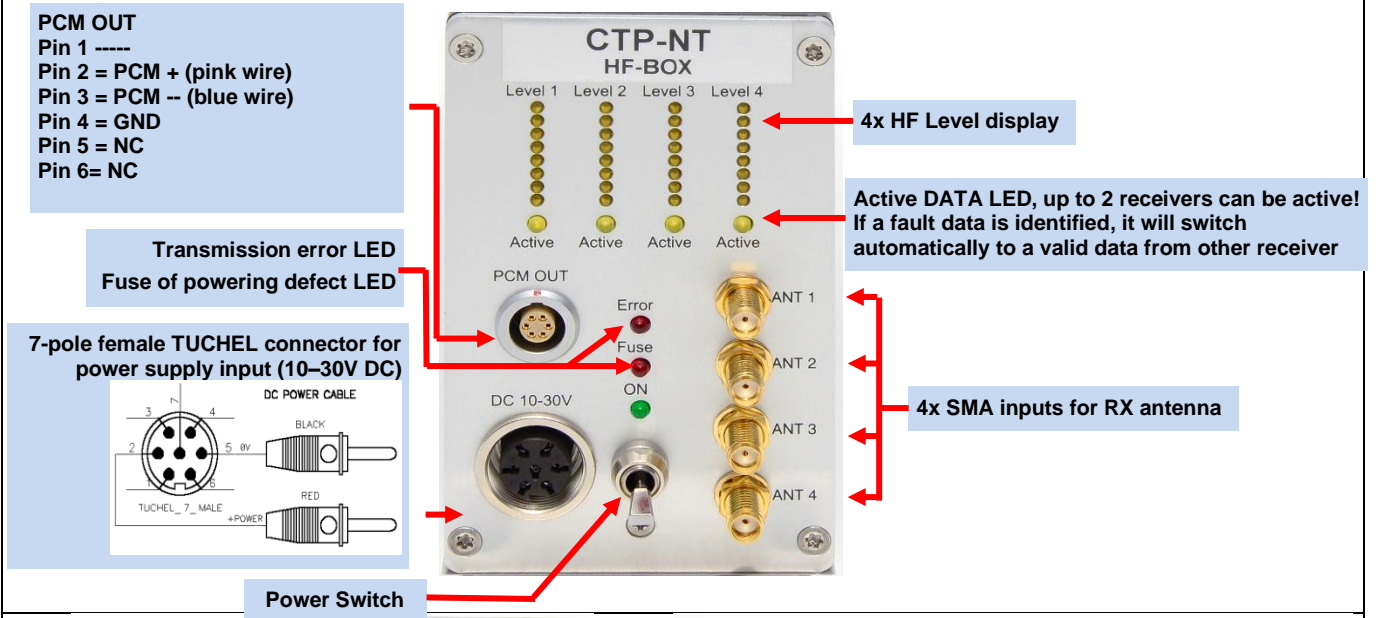 PCM OUT
Pin 1 -----
Pin 2 = PCM + (pink wire)
Pin 3 = PCM -- (blue wire)
Pin 4 = GND
Pin 5 = NC
Pin 6= NC
Transmission error LED
Fuse of powering defect LED
7-pole female TUCHEL connector for
power supply input (10–30V DC)
DC POWER CABLE
7
3
4
BLACK
2
5
0V
1
6
RED
TUCHEL_ 7_ MALE
+POWER
Power Switch
CTP-NT
HF-BOX
Level 1 Level 2 Level 3 Level 4
Active Active Active Active
PCM OUT
Error
Fuse
ON
DC 10-30V
ANT 1
ANT 2
ANT 3
ANT 4
4x HF Level display
Active DATA LED, up to 2 receivers can be active!
If a fault data is identified, it will switch
automatically to a valid data from other receiver
4x SMA inputs for RX antenna